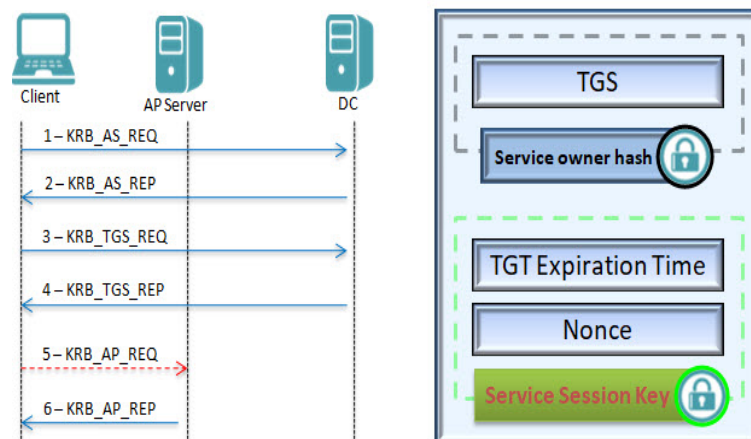 Client
AP Server
DC
1 – KRB_AS_REQ
2 – KRB_AS_REP
3 – KRB_TGS_REQ
4 – KRB_TGS_REP
5 – KRB_AP_REQ
6 – KRB_AP_REP
TGS
Service owner hash
TGT Expiration Time
Nonce
Service Session Key